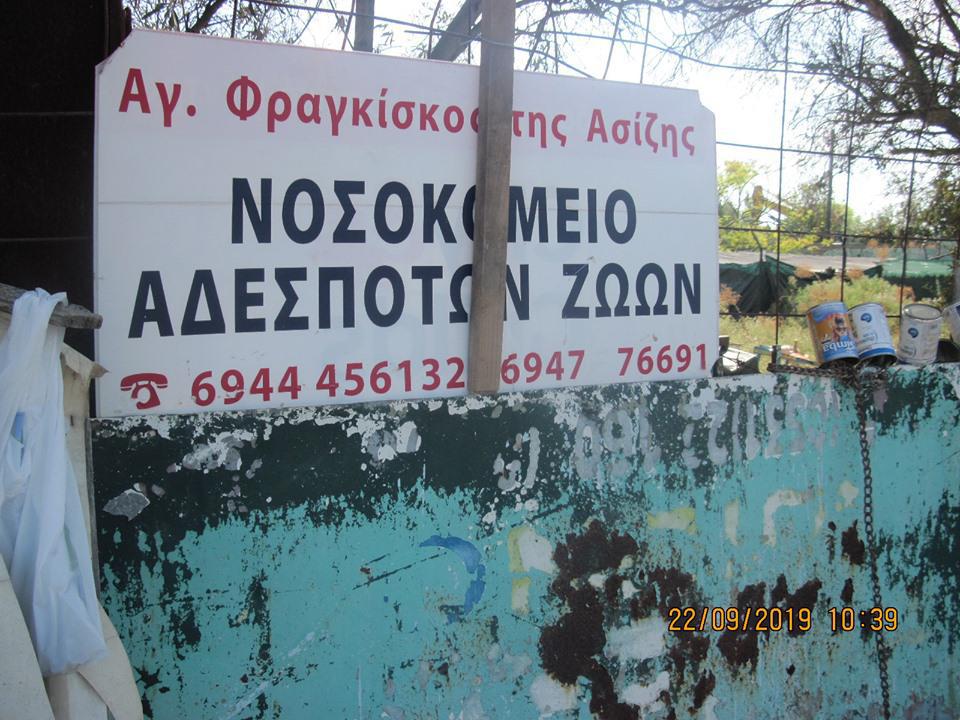 Αγ. Φραγκίσκος της Ασίζης
ΝΟΣΟΚΟΜΕΙΟ
ΑΔΕΣΠΟΤΩΝ ΖΩΩΝ
6944 456132 6947 76691
22/09/2019 10:39